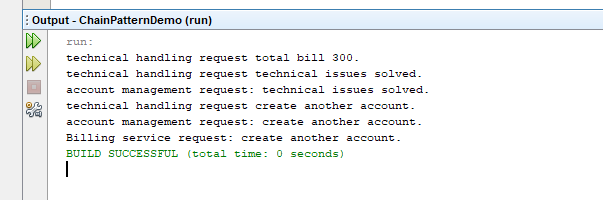 Output - ChainPatternDemo (run)
run:
technical handling request total bill 300.
technical handling request technical issues solved.
account management request: technical issues solved.
technical handling request create another account.
account management request: create another account.
Billing service request: create another account.
BUILD SUCCESSFUL (total time: 0 seconds)